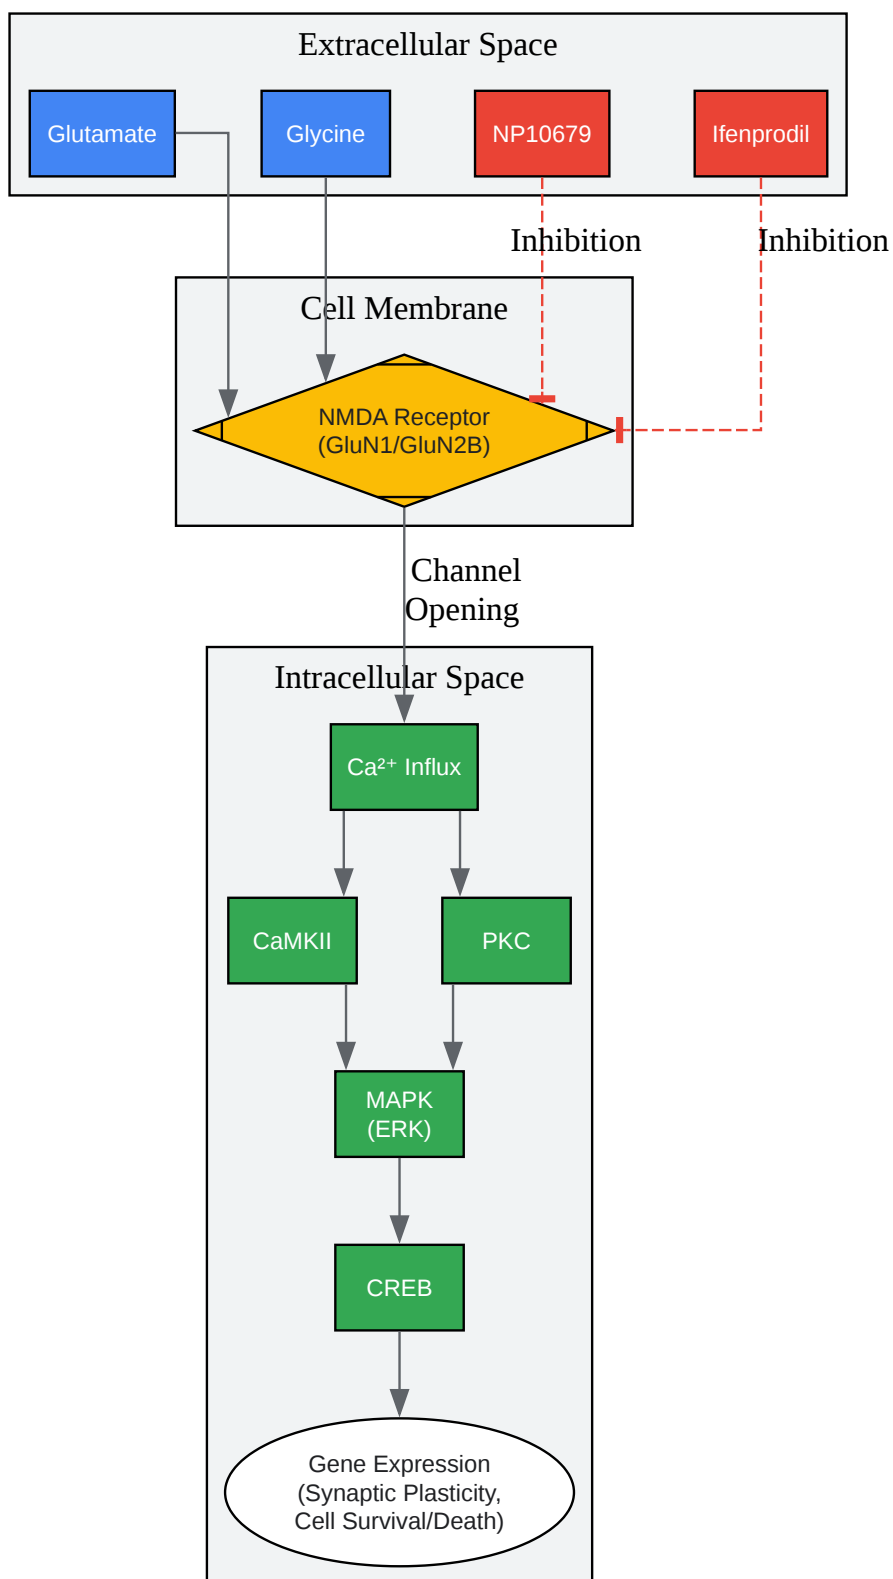 Extracellular Space
Glutamate
Glycine
NP10679
Ifenprodil
Inhibition
Inhibition
Cell Membrane
NMDA Receptor
(GluN1/GluN2B)
Channel
Opening
Intracellular Space
Ca²⁺ Influx
CaMKII
PKC
MAPK
(ERK)
CREB
Gene Expression
(Synaptic Plasticity,
Cell Survival/Death)